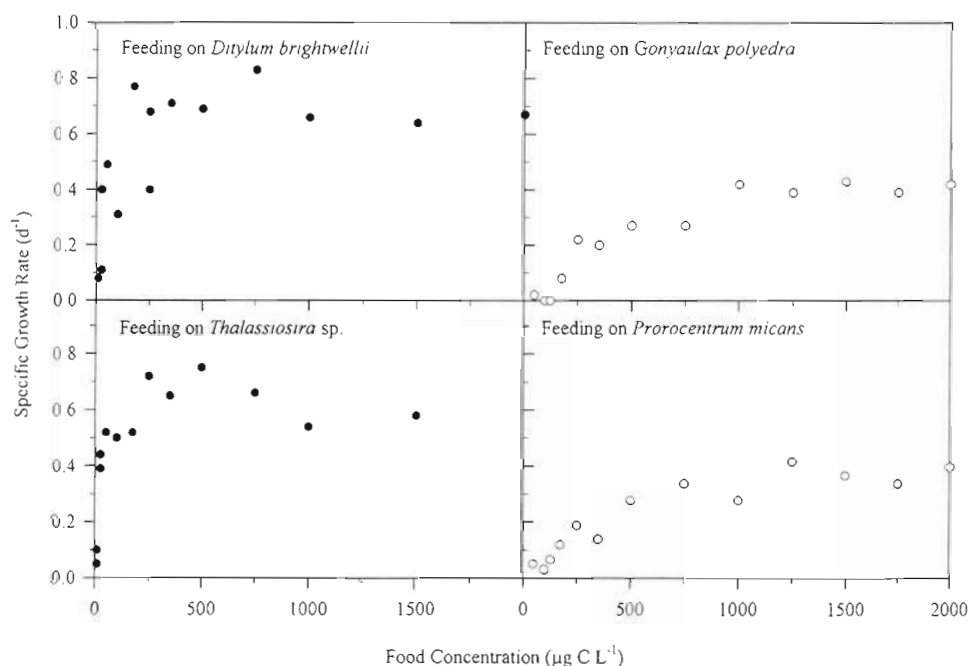 1.0
Feeding on Ditylum brightwellii
Feeding on Gonyaulax polyedra
0.8
0.6
0.4
0.2
0.0
Feeding on Thalassiosira sp.
Feeding on Prorocentrum micans
0.8
0.6
0.4
0.2
0.0
Specific Growth Rate (d-1)
0 500 1000 1500 0 500 1000 1500 2000
Food Concentration (µg C L-1)